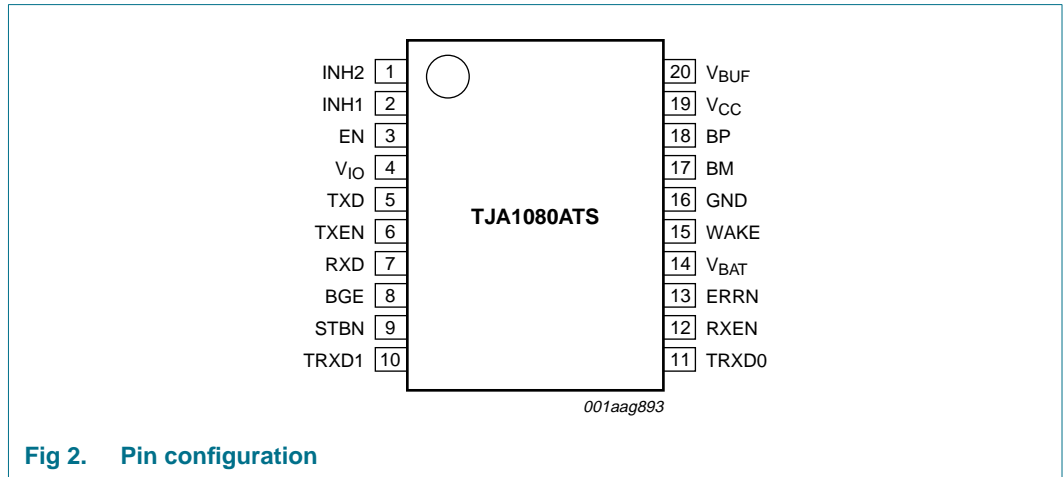 INH2 1 20 VBUF
INH1 2 19 VCC
EN 3 18 BP
VIO 4 17 BM
TXD 5 16 GND
TJA1080ATS
TXEN 6 15 WAKE
RXD 7 14 VBAT
BGE 8 13 ERRN
STBN 9 12 RXEN
TRXD1 10 11 TRXD0
001aag893
Fig 2. Pin configuration